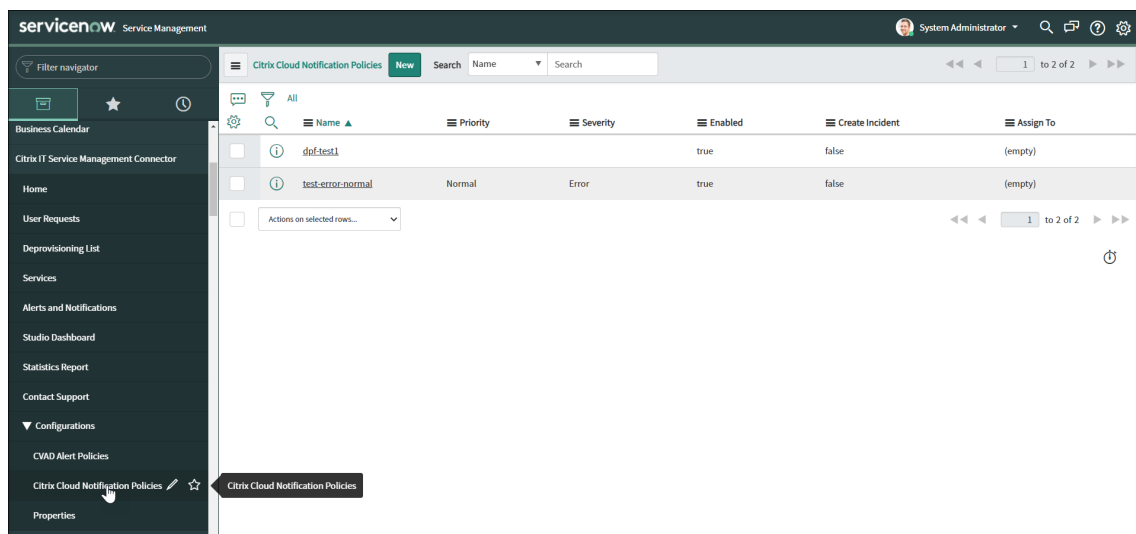 servicenow Service Management
System Administrator
Filter navigator
Citrix Cloud Notification Policies New Search Name Search 1 to 2 of 2
All
Business Calendar
Name Priority Severity Enabled Create Incident Assign To
dpf-test1 true false (empty)
Citrix IT Service Management Connector
test-error-normal Normal Error true false (empty)
Home
User Requests
Actions on selected rows... 1 to 2 of 2
Deprovisioning List
Services
Alerts and Notifications
Studio Dashboard
Statistics Report
Contact Support
Configurations
CVAD Alert Policies
Citrix Cloud Notification Policies
Citrix Cloud Notification Policies
Properties